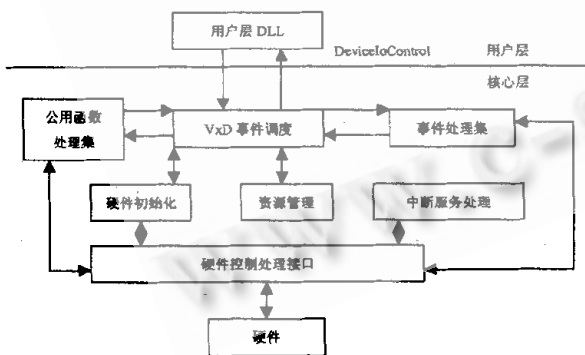 用户层 DLL
DeviceIoControl
用户层
核心层
公用函数
处理集
VxD 事件调度
事件处理集
硬件初始化
资源管理
中断服务处理
硬件控制处理接口
硬件